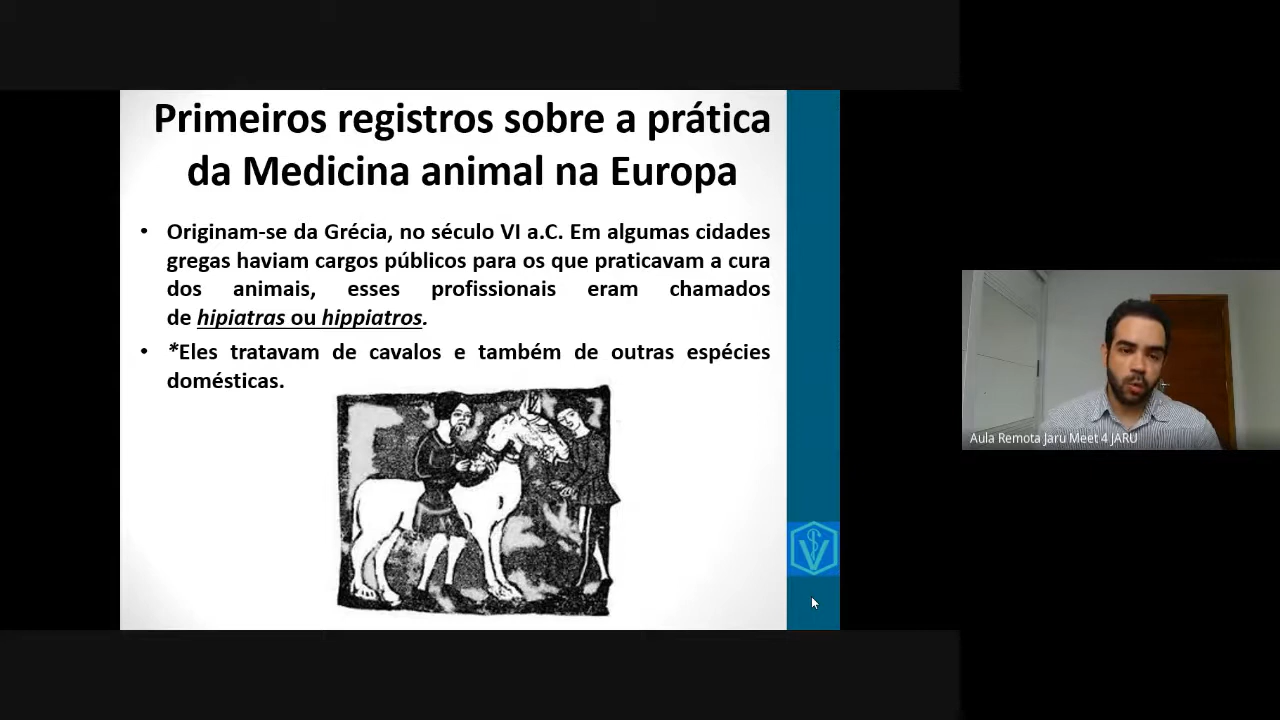 Primeiros registros sobre a prática
da Medicina animal na Europa
• Originam-se da Grécia, no século VI a.C. Em algumas cidades
gregas haviam cargos públicos para os que praticavam a cura
dos animais, esses profissionais eram chamados
de hipiatras ou hippiatros.
• *Eles tratavam de cavalos e também de outras espécies
domésticas.
V
Aula Remota Jaru Meet 4 JARU